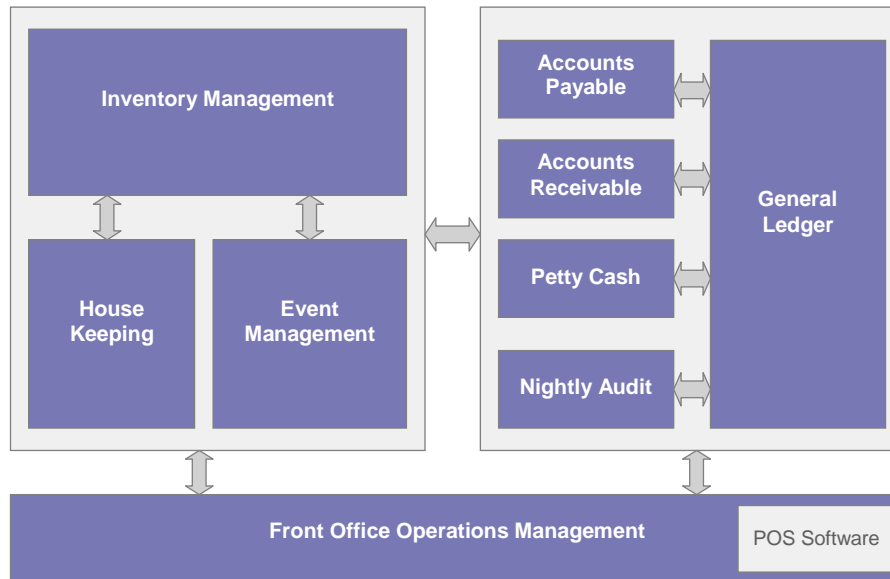 Inventory Management
House
Keeping
Event
Management
Accounts
Payable
Accounts
Receivable
Petty Cash
Nightly Audit
General
Ledger
Front Office Operations Management
POS Software